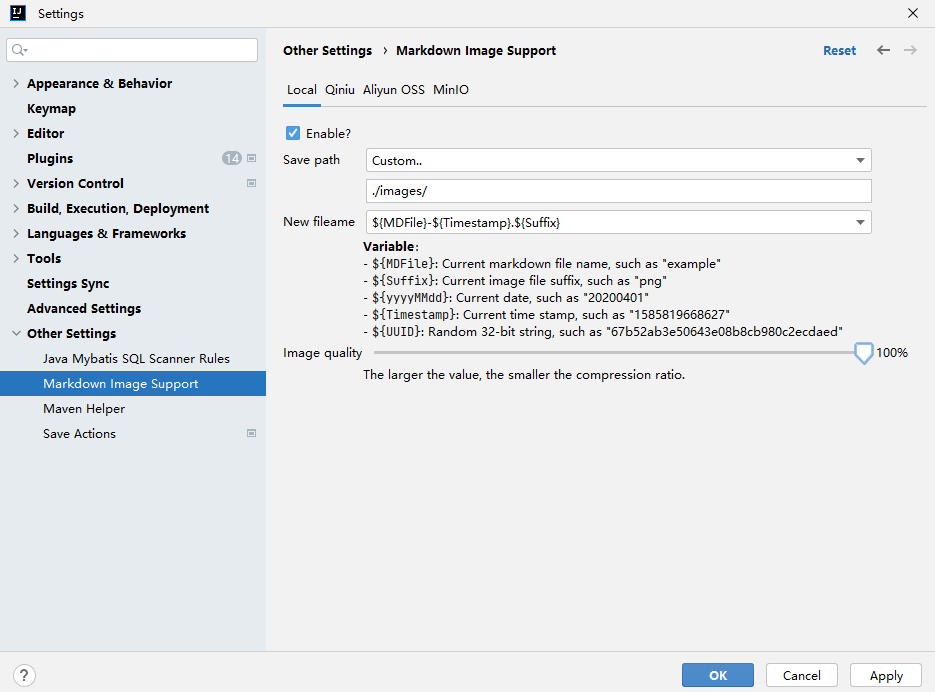 IJ
Settings
Appearance & Behavior
Keymap
Editor
Plugins 14
Version Control
Build, Execution, Deployment
Languages & Frameworks
Tools
Settings Sync
Advanced Settings
Other Settings
Java Mybatis SQL Scanner Rules
Markdown Image Support
Maven Helper
Save Actions
Other Settings › Markdown Image Support Reset
Local Qiniu Aliyun OSS MinIO
Enable?
Save path Custom..
./images/
New fileame ${MDFile}-${Timestamp}.${Suffix}
Variable:
- ${MDFile}: Current markdown file name, such as "example"
- ${Suffix}: Current image file suffix, such as "png"
- ${yyyyMMdd}: Current date, such as "20200401"
- ${Timestamp}: Current time stamp, such as "1585819668627"
- ${UUID}: Random 32-bit string, such as "67b52ab3e50643e08b8cb980c2ecdaed"
Image quality 100%
The larger the value, the smaller the compression ratio.
? OK Cancel Apply